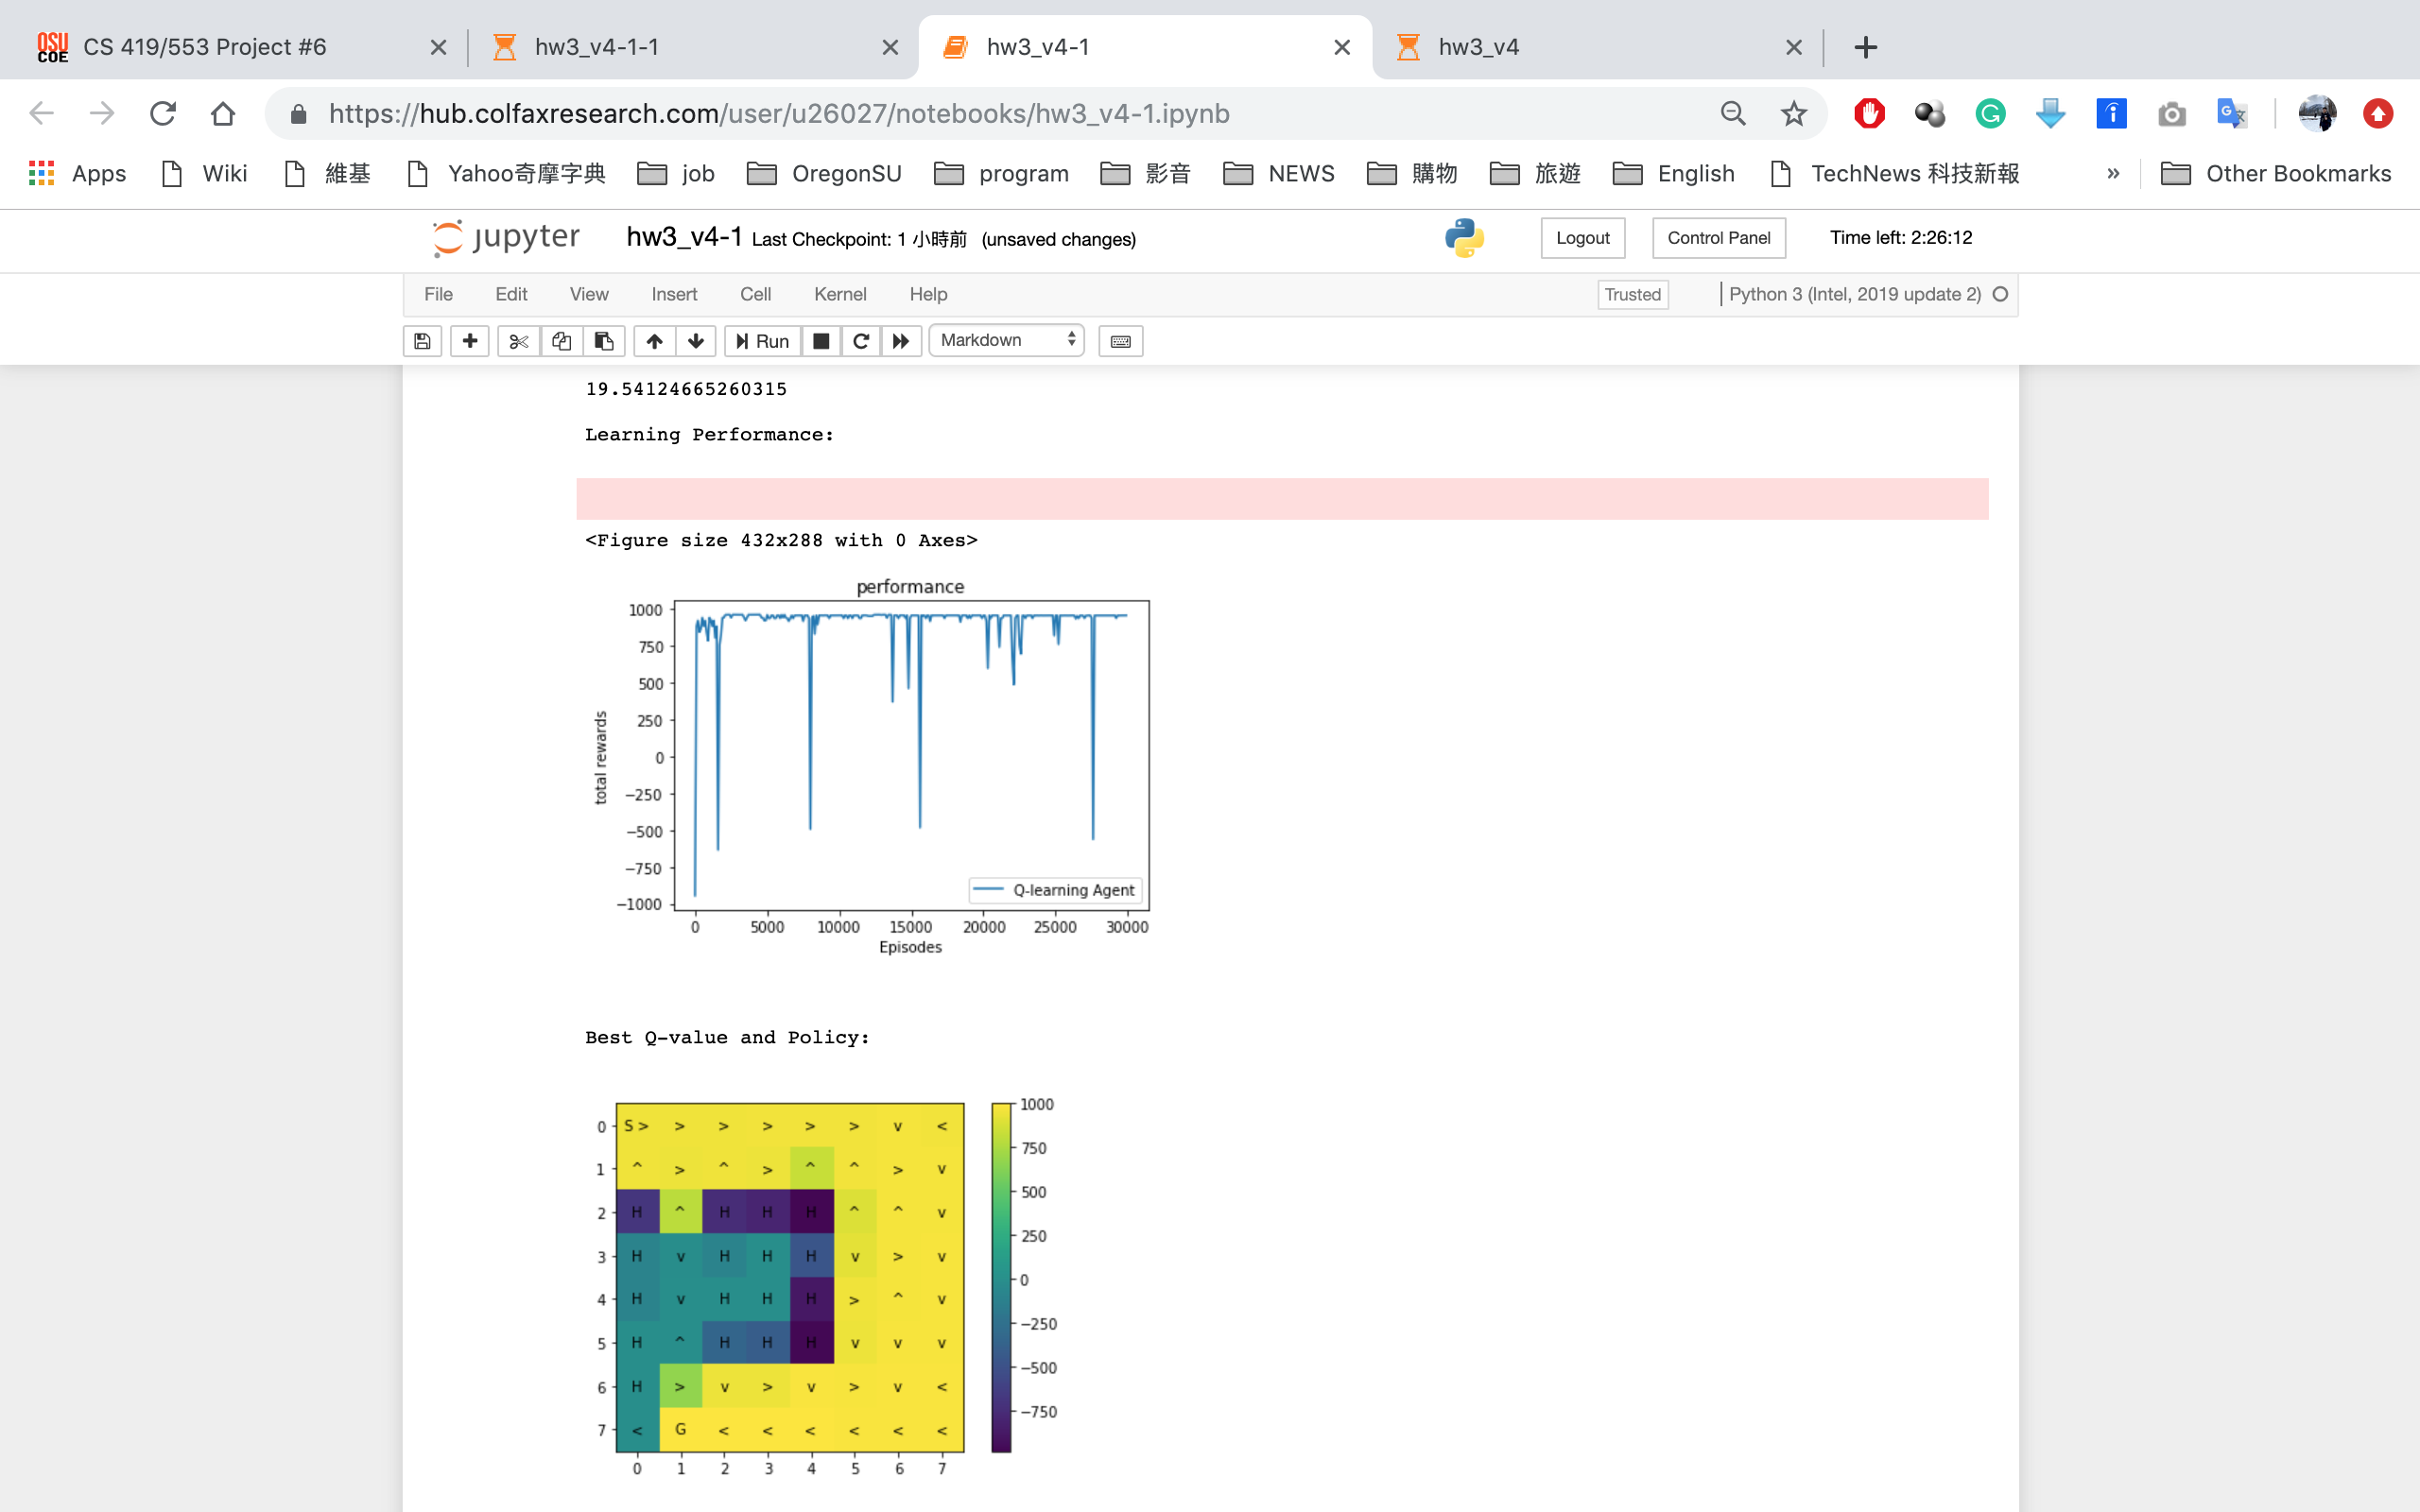 OSU COE CS 419/553 Project #6 hw3_v4-1-1 hw3_v4-1 hw3_v4
https://hub.colfaxresearch.com/user/u26027/notebooks/hw3_v4-1.ipynb
Apps Wiki 維基 Yahoo奇摩字典 job OregonSU program 影音 NEWS 購物 旅遊 English TechNews 科技新報 » Other Bookmarks
jupyter hw3_v4-1 Last Checkpoint: 1 小時前 (unsaved changes) Logout Control Panel Time left: 2:26:12
File Edit View Insert Cell Kernel Help Trusted Python 3 (Intel, 2019 update 2)
Run Markdown
19.54124665260315
Learning Performance:
<Figure size 432x288 with 0 Axes>
performance
1000
750
500
250
0
−250
−500
−750
−1000
total rewards
Q-learning Agent
0 5000 10000 15000 20000 25000 30000
Episodes
Best Q-value and Policy:
0 S > > > > > > v <
1 ^ > ^ > ^ ^ > v
2 H ^ H H H ^ ^ v
3 H v H H H v > v
4 H v H H H > ^ v
5 H ^ H H H v v v
6 H > v > v > v <
7 < G < < < < < <
0 1 2 3 4 5 6 7
1000
750
500
250
0
−250
−500
−750